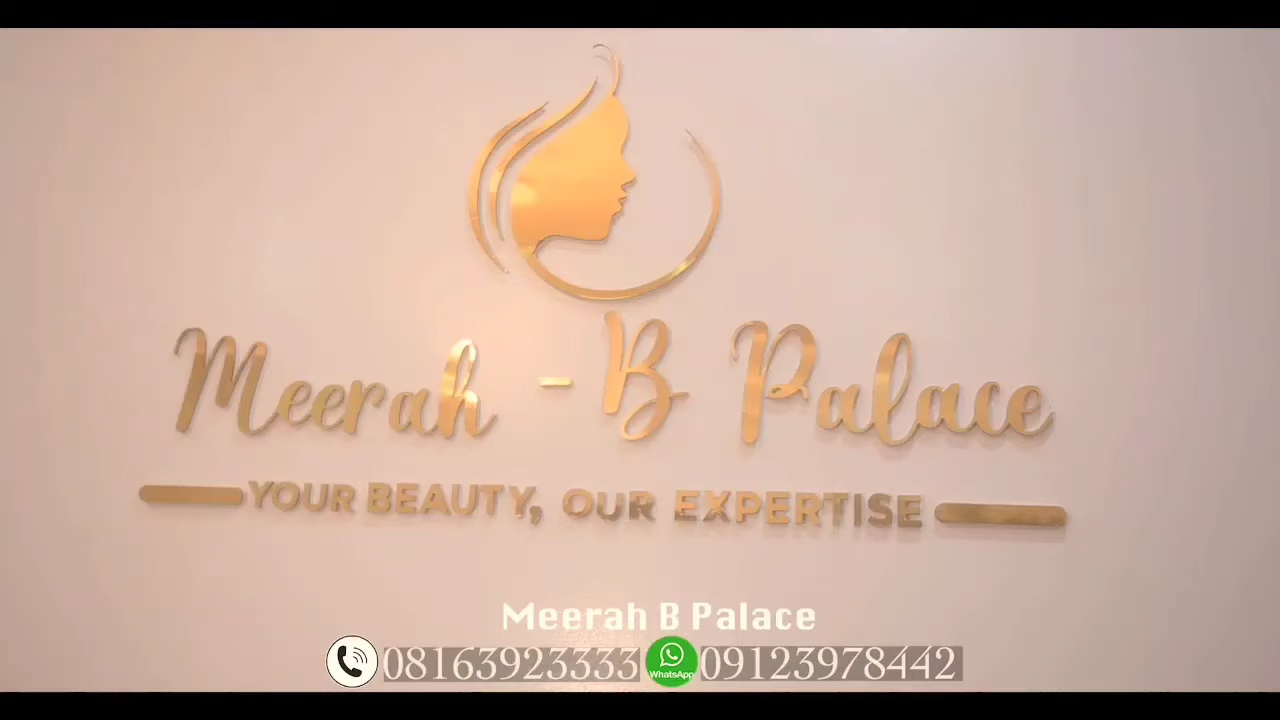 Meerah - B Palace
YOUR BEAUTY, OUR EXPERTISE
Meerah B Palace
08163923333 WhatsApp 09123978442